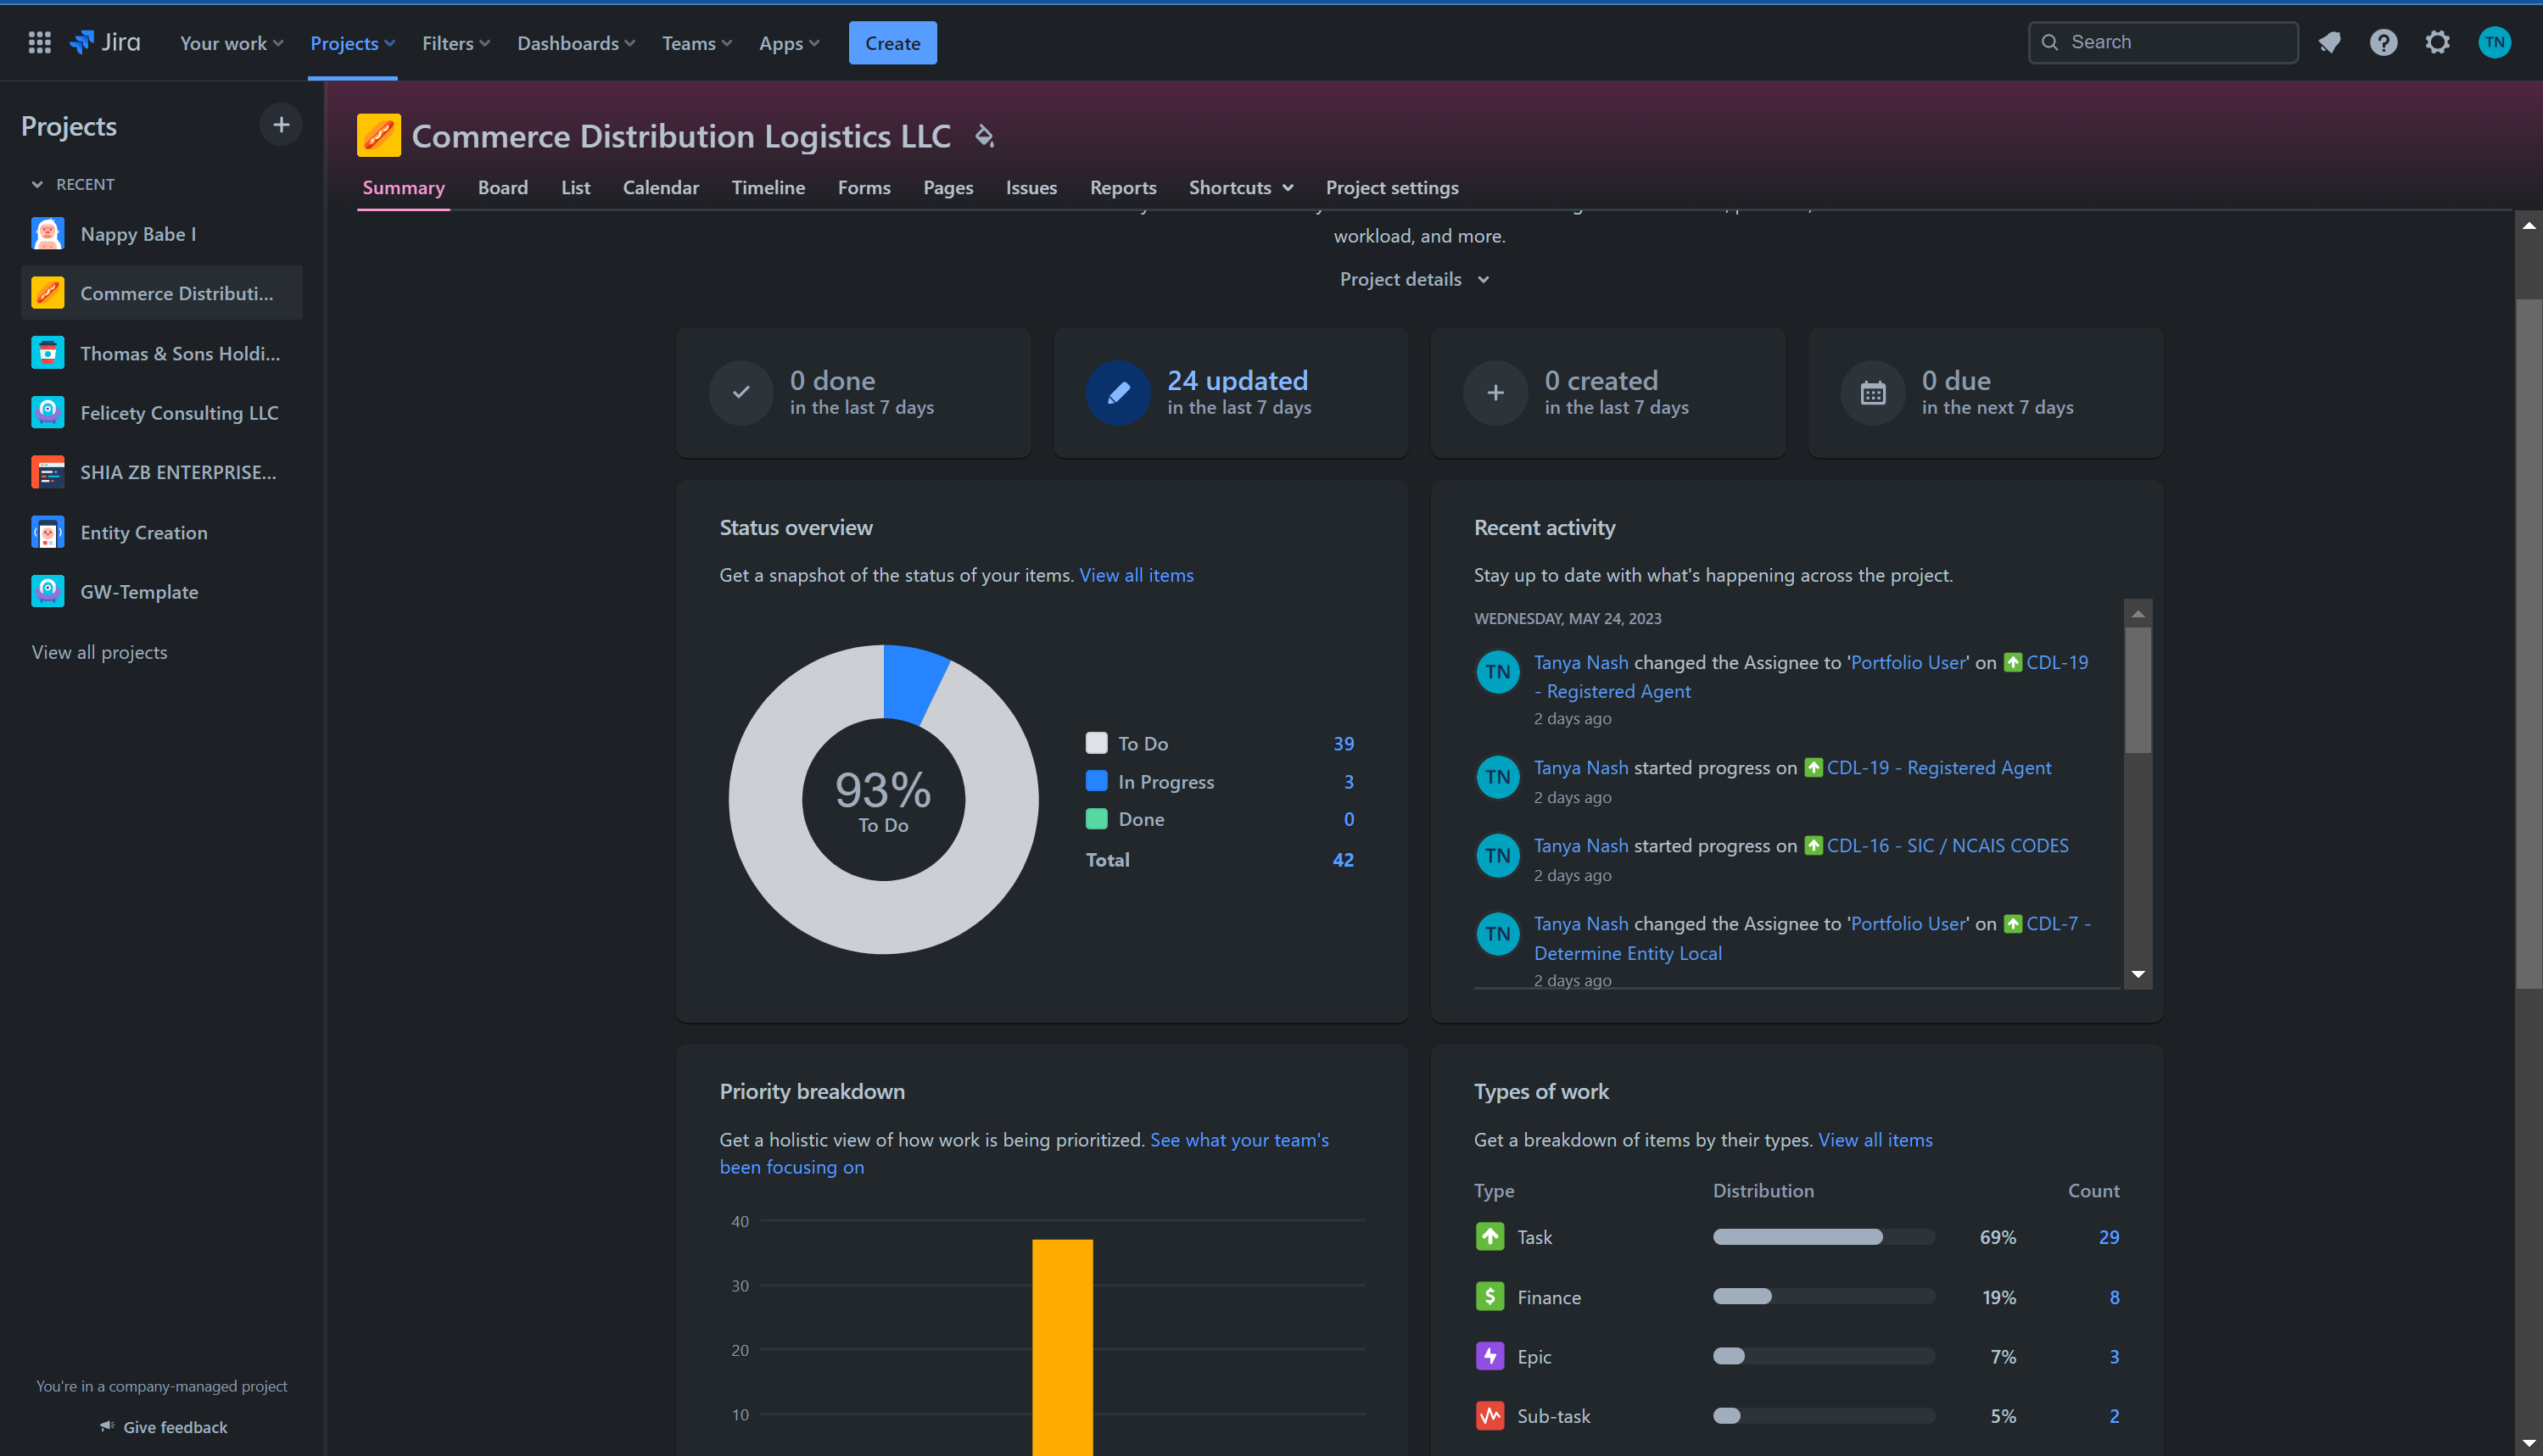 Jira
Your work
Projects
Filters
Dashboards
Teams
Apps
Create
Search
TN
Projects
RECENT
Nappy Babe I
Commerce Distributi...
Thomas & Sons Holdi...
Felicety Consulting LLC
SHIA ZB ENTERPRISE...
Entity Creation
GW-Template
View all projects
You're in a company-managed project
Give feedback
Commerce Distribution Logistics LLC
Summary
Board
List
Calendar
Timeline
Forms
Pages
Issues
Reports
Shortcuts
Project settings
workload, and more.
Project details
0 done
in the last 7 days
24 updated
in the last 7 days
0 created
in the last 7 days
0 due
in the next 7 days
Status overview
Get a snapshot of the status of your items. View all items
93%
To Do
To Do 39
In Progress 3
Done 0
Total 42
Recent activity
Stay up to date with what's happening across the project.
WEDNESDAY, MAY 24, 2023
TN
Tanya Nash changed the Assignee to 'Portfolio User' on CDL-19
- Registered Agent
2 days ago
TN
Tanya Nash started progress on CDL-19 - Registered Agent
2 days ago
TN
Tanya Nash started progress on CDL-16 - SIC / NCAIS CODES
2 days ago
TN
Tanya Nash changed the Assignee to 'Portfolio User' on CDL-7 -
Determine Entity Local
2 days ago
Priority breakdown
Get a holistic view of how work is being prioritized. See what your team's
been focusing on
40
30
20
10
Types of work
Get a breakdown of items by their types. View all items
Type Distribution Count
Task 69% 29
Finance 19% 8
Epic 7% 3
Sub-task 5% 2